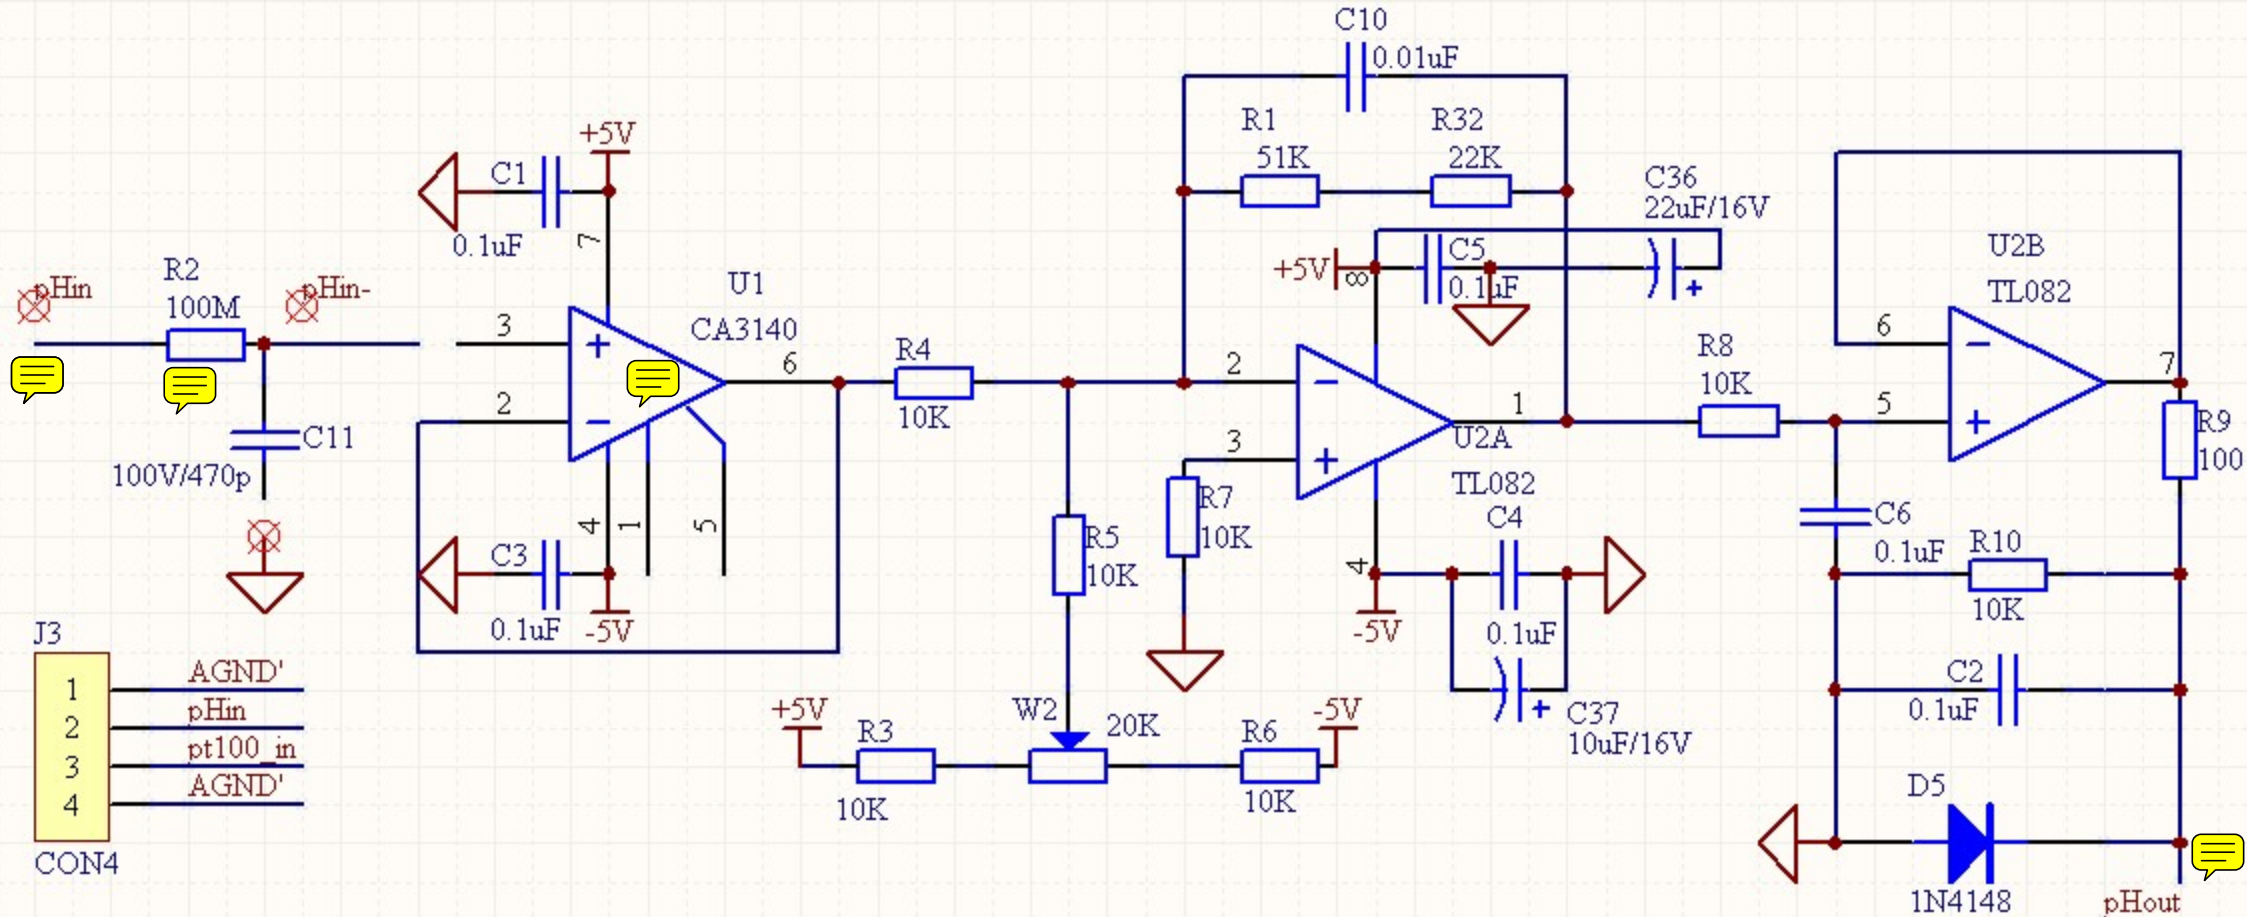 C10
0.01uF
R1
51K
R32
22K
+5V
C1
0.1uF
7
C36
22uF/16V
+5V
8
C5
0.1uF
U2B
TL082
pHin
R2
100M
pHin-
3
2
U1
CA3140
6
R4
10K
2
3
1
U2A
TL082
R8
10K
6
5
7
R9
100
C11
100V/470p
4
1
5
C3
0.1uF
-5V
R5
10K
R7
10K
4
-5V
C4
0.1uF
C37
10uF/16V
C6
0.1uF
R10
10K
C2
0.1uF
J3
1
AGND'
2
pHin
3
pt100_in
4
AGND'
CON4
+5V
R3
10K
W2
20K
R6
10K
-5V
D5
1N4148
pHout